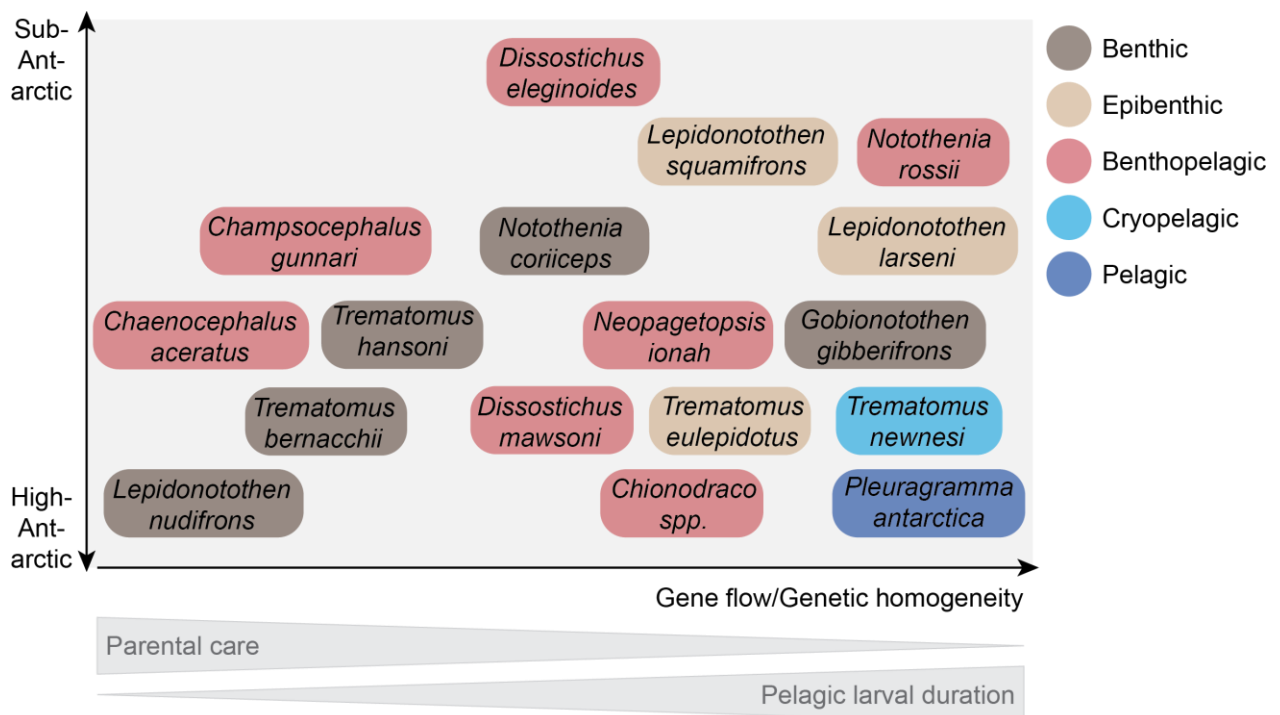 Sub-
Ant-
arctic
Dissostichus
eleginoides
Lepidonotothen
squamifrons
Notothenia
rossii
Champsocephalus
gunnari
Notothenia
coriiceps
Lepidonotothen
larseni
Chaenocephalus
aceratus
Trematomus
hansoni
Neopagetopsis
ionah
Gobionotothen
gibberifrons
Trematomus
bernacchii
Dissostichus
mawsoni
Trematomus
eulepidotus
Trematomus
newnesi
High-
Ant-
arctic
Lepidonotothen
nudifrons
Chionodraco
spp.
Pleuragramma
antarctica
Gene flow/Genetic homogeneity
Parental care
Pelagic larval duration
Benthic
Epibenthic
Benthopelagic
Cryopelagic
Pelagic